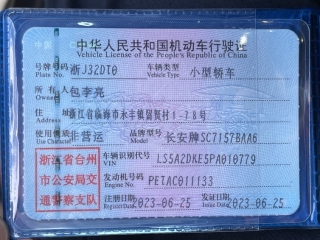 中华人民共和国机动车行驶证
Vehicle License of the People's Republic of China
号牌号码 浙J32DT0 车辆类型 小型轿车
Plate No. Vehicle Type
所有人 包李亮
Owner
住址 浙江省临海市永丰镇留贺村1-78号
Address
使用性质 非营运 品牌型号 长安牌SC7157BAA6
Use Character Model
浙江省台州 车辆识别代号 LS5A2DKE5PA010779
VIN
市公安局交 发动机号码 PETAC011133
Engine No.
通警察支队 注册日期 2023-06-25 发证日期 2023-06-25
Register Date Issue Date